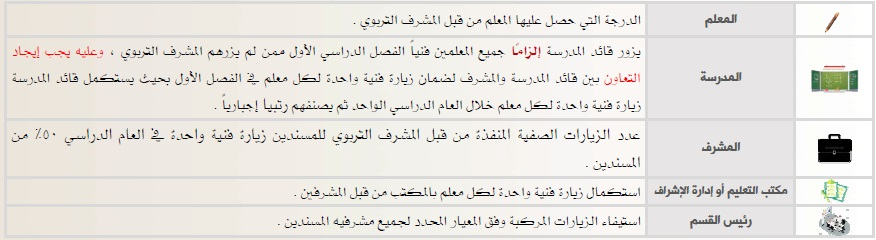 المعلم
الدرجة التي حصل عليها المعلم من قبل المشرف التربوي .
المدرسة
يزور قائد المدرسة إلزامًا جميع المعلمين فنياً الفصل الدراسي الأول ممن لم يزرهم المشرف التربوي ، وعليه يجب إيجاد
التعاون بين قائد المدرسة والمشرف لضمان زيارة فنية واحدة لكل معلم في الفصل الأول بحيث يستكمل قائد المدرسة
زيارة فنية واحدة لكل معلم خلال العام الدراسي الواحد ثم يصنفهم رتبيا إجبارياً .
المشرف
عدد الزيارات الصفية المنفذة من قبل المشرف التربوي للمسندين زيارة فنية واحدة في العام الدراسي ٥٠٪ من
المسندين .
مكتب التعليم أو إدارة الإشراف
استكمال زيارة فنية واحدة لكل معلم بالمكتب من قبل المشرفين .
رئيس القسم
استيفاء الزيارات المركبة وفق المعيار المحدد لجميع مشرفيه المسندين .